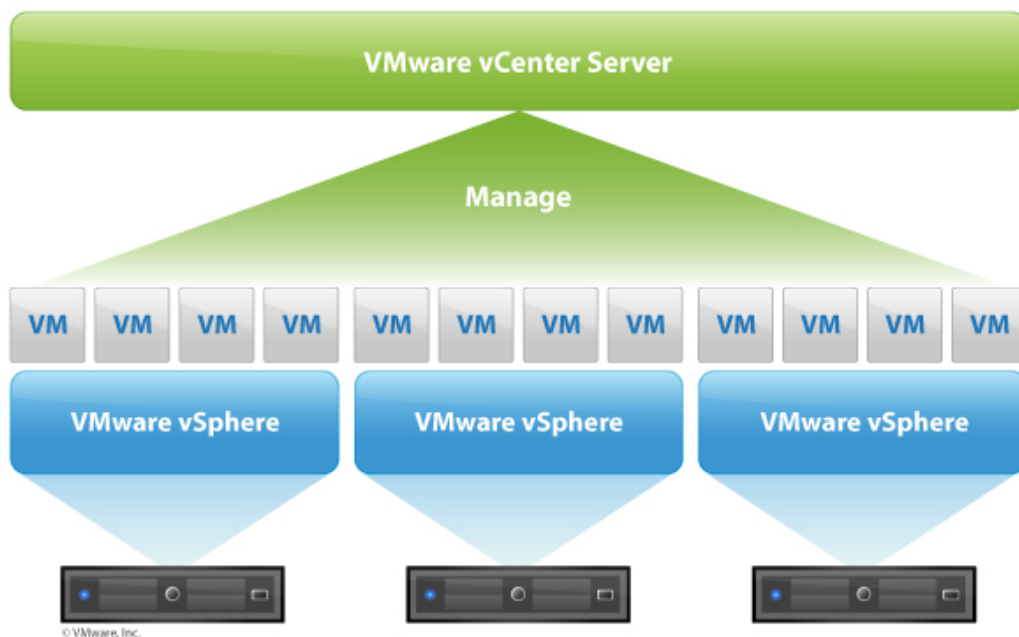 VMware vCenter Server
Manage
VM VM VM VM VM VM VM VM VM VM VM VM
VMware vSphere VMware vSphere VMware vSphere
© VMware, Inc.